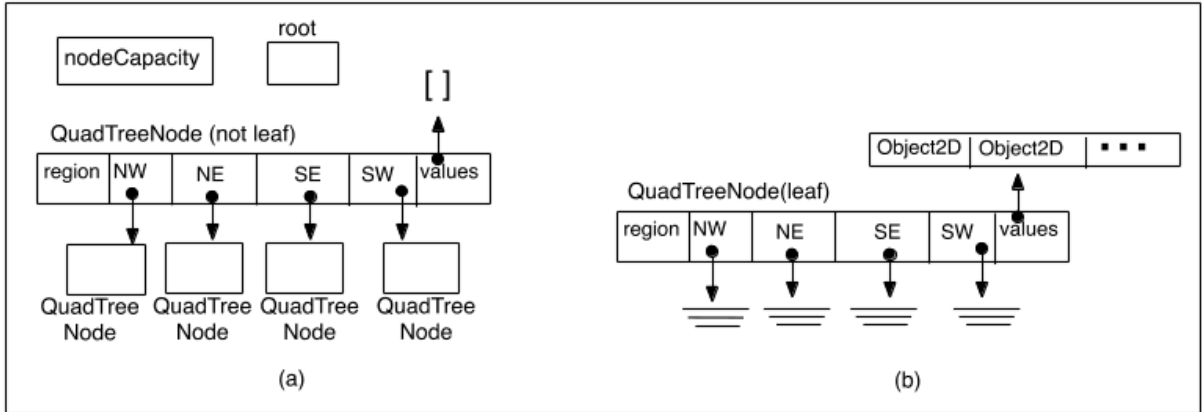 root
nodeCapacity
[ ]
QuadTreeNode (not leaf)
region NW NE SE SW values
QuadTree QuadTree QuadTree QuadTree
Node Node Node Node
(a)
Object2D Object2D ...
QuadTreeNode(leaf)
region NW NE SE SW values
(b)